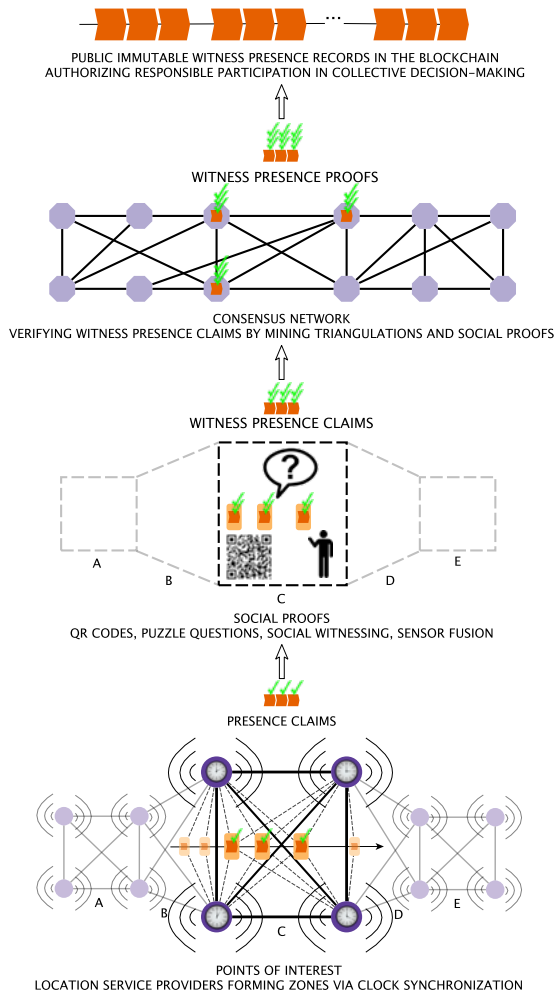 ...
PUBLIC IMMUTABLE WITNESS PRESENCE RECORDS IN THE BLOCKCHAIN
AUTHORIZING RESPONSIBLE PARTICIPATION IN COLLECTIVE DECISION-MAKING
WITNESS PRESENCE PROOFS
CONSENSUS NETWORK
VERIFYING WITNESS PRESENCE CLAIMS BY MINING TRIANGULATIONS AND SOCIAL PROOFS
WITNESS PRESENCE CLAIMS
?
A
B
C
D
E
SOCIAL PROOFS
QR CODES, PUZZLE QUESTIONS, SOCIAL WITNESSING, SENSOR FUSION
PRESENCE CLAIMS
A
B
C
D
E
POINTS OF INTEREST
LOCATION SERVICE PROVIDERS FORMING ZONES VIA CLOCK SYNCHRONIZATION